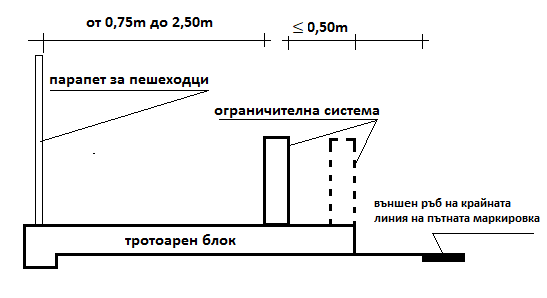 от 0,75m до 2,50m
≤ 0,50m
парапет за пешеходци
ограничителна система
външен ръб на крайната
линия на пътната маркировка
тротоарен блок